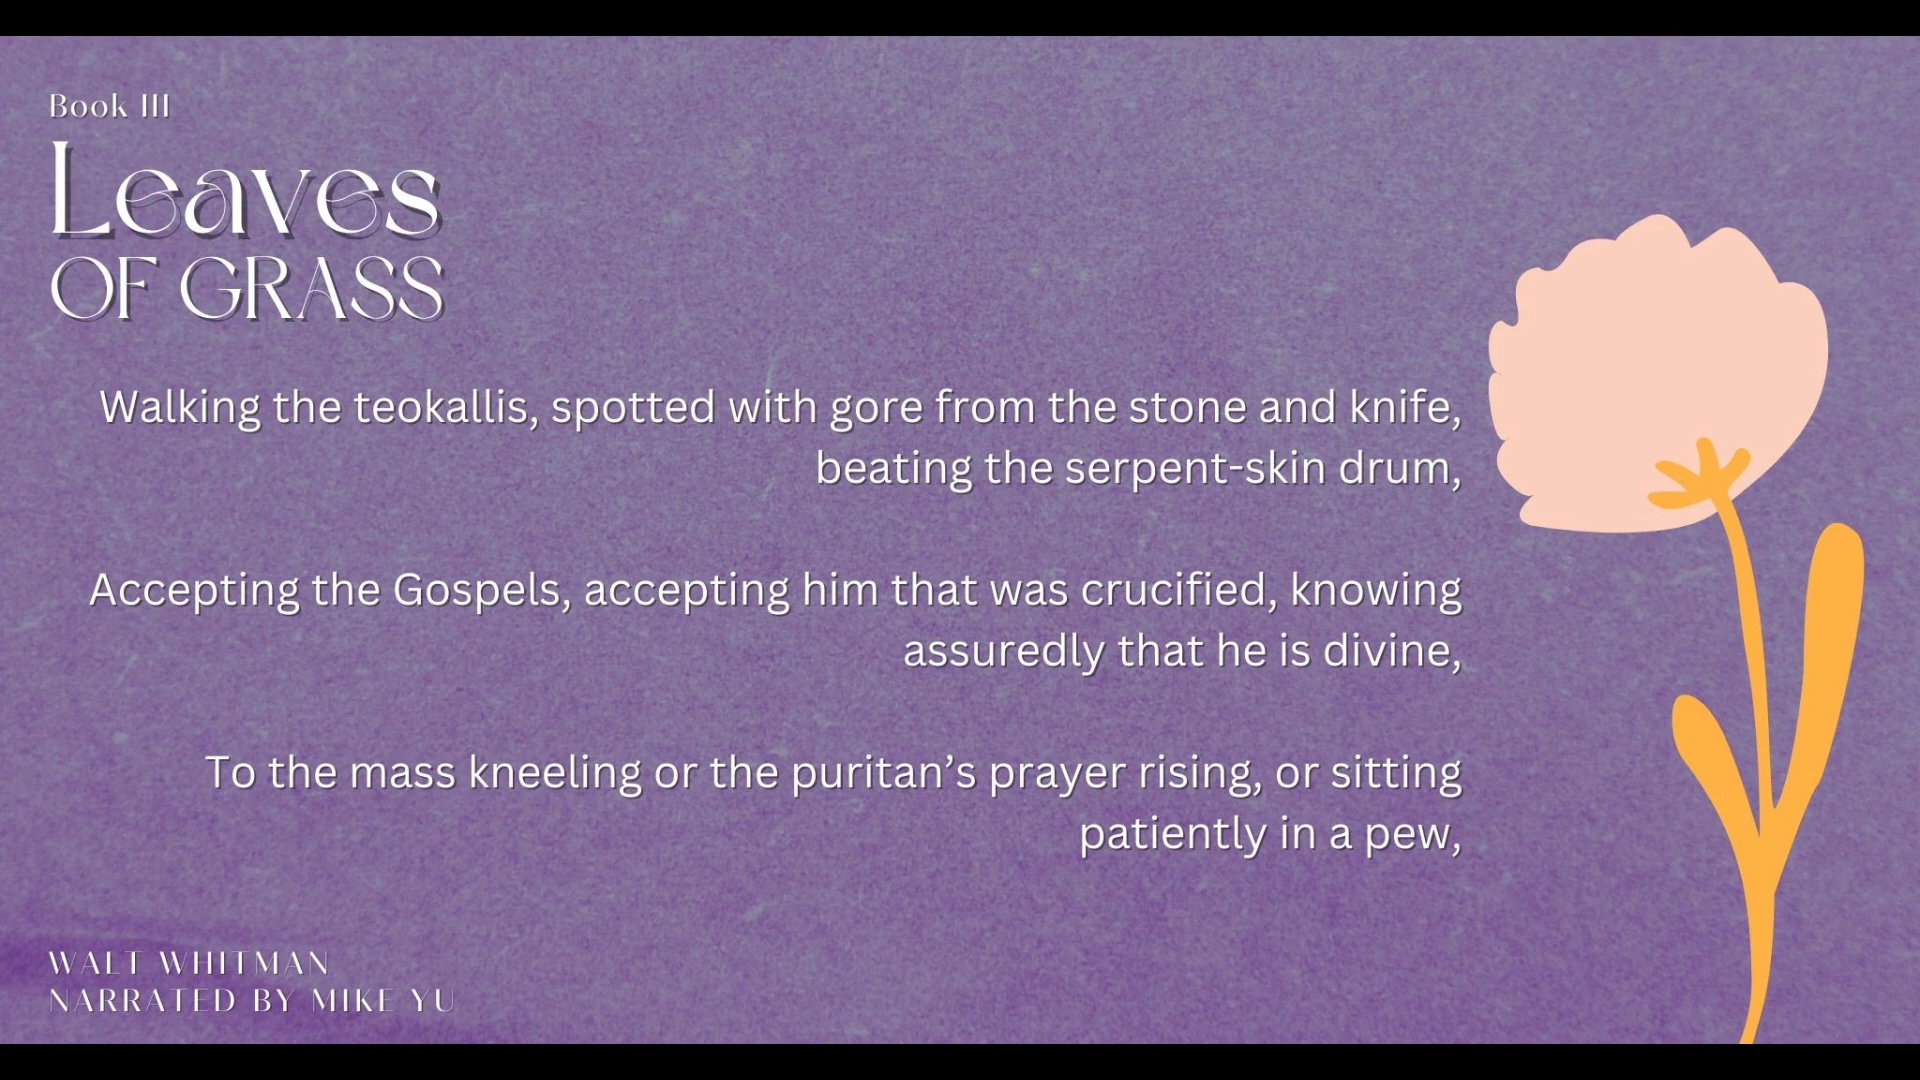 Book III
Leaves
OF GRASS
Walking the teokallis, spotted with gore from the stone and knife,
beating the serpent-skin drum,
Accepting the Gospels, accepting him that was crucified, knowing
assuredly that he is divine,
To the mass kneeling or the puritan’s prayer rising, or sitting
patiently in a pew,
WALT WHITMAN
NARRATED BY MIKE YU